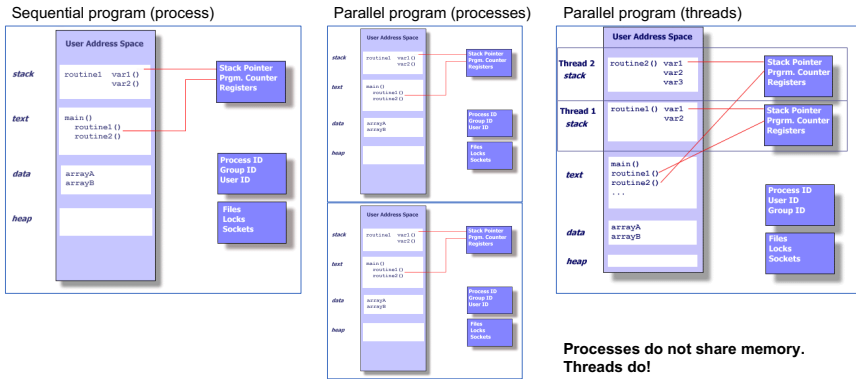 Sequential program (process)
User Address Space
stack
routine1 var1()
var2()
Stack Pointer
Prgrm. Counter
Registers
text
main()
routine1()
routine2()
data
arrayA
arrayB
Process ID
Group ID
User ID
heap
Files
Locks
Sockets
Parallel program (processes)
User Address Space
stack
routine1 var1()
var2()
Stack Pointer
Prgrm. Counter
Registers
text
main()
routine1()
routine2()
data
arrayA
arrayB
Process ID
Group ID
User ID
heap
Files
Locks
Sockets
User Address Space
stack
routine1 var1()
var2()
Stack Pointer
Prgrm. Counter
Registers
text
main()
routine1()
routine2()
data
arrayA
arrayB
Process ID
Group ID
User ID
heap
Files
Locks
Sockets
Parallel program (threads)
User Address Space
Thread 2
stack
routine2() var1
var2
var3
Stack Pointer
Prgrm. Counter
Registers
Thread 1
stack
routine1() var1
var2
Stack Pointer
Prgrm. Counter
Registers
text
main()
routine1()
routine2()
...
Process ID
User ID
Group ID
data
arrayA
arrayB
heap
Files
Locks
Sockets
Processes do not share memory.
Threads do!